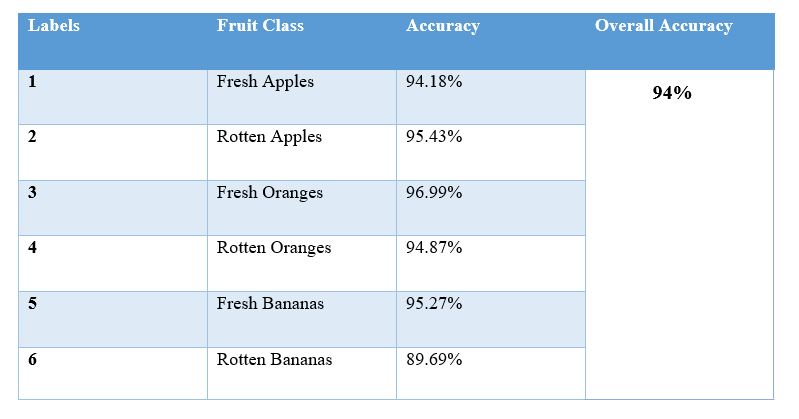 Labels Fruit Class Accuracy Overall Accuracy
1 Fresh Apples 94.18% 94%
2 Rotten Apples 95.43%
3 Fresh Oranges 96.99%
4 Rotten Oranges 94.87%
5 Fresh Bananas 95.27%
6 Rotten Bananas 89.69%